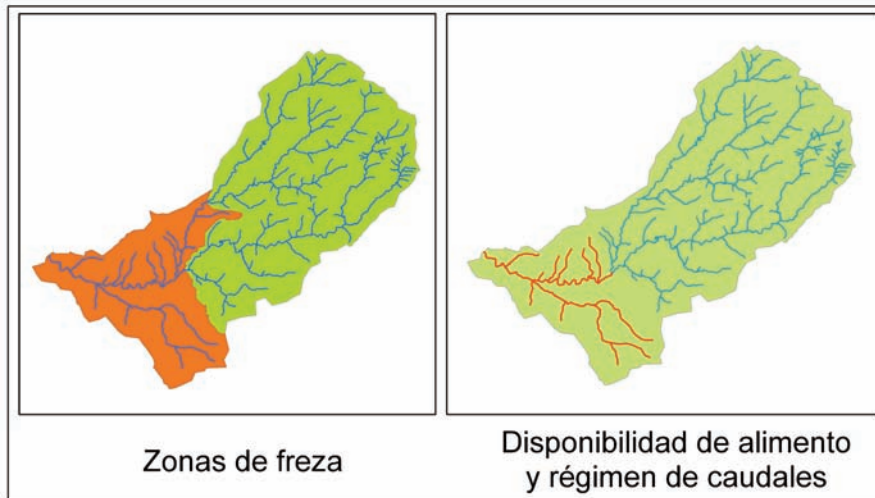 Zonas de freza
Disponibilidad de alimento
y régimen de caudales